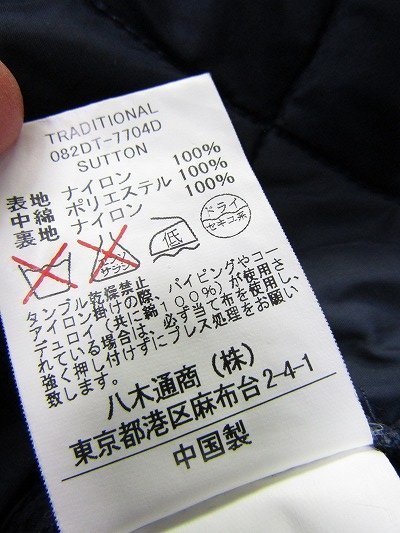 TRADITIONAL
082DT-7704D
SUTTON
表地 ナイロン 100%
中綿 ポリエステル 100%
裏地 ナイロン 100%
エンソ
サラシ
低
ドライ
セキユ系
タンブル乾燥禁止
アイロン掛けの際、パイピングやコー
デュロイ(共に綿100%)が使用さ
れている場合は、必ず当て布を使用し、
強く押し付けずにプレス処理をお願い
致します。
八木通商(株)
東京都港区麻布台2-4-1
中国製